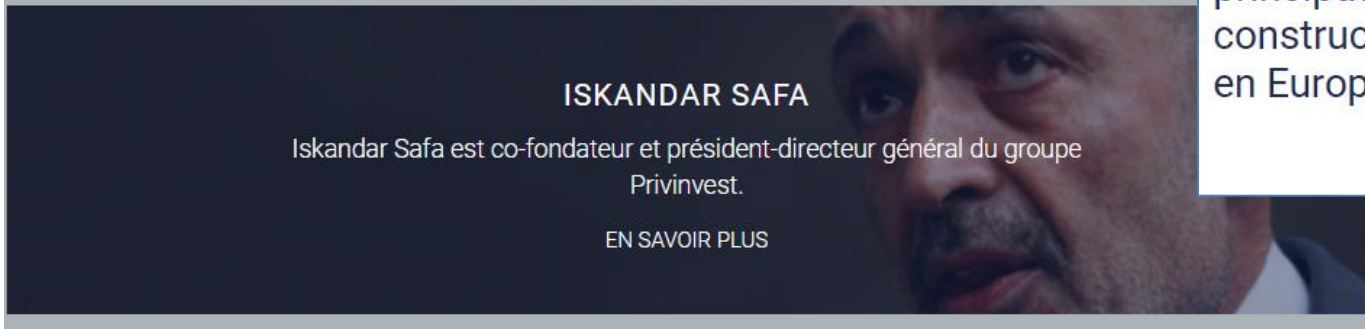 ISKANDAR SAFA
Iskandar Safa est co-fondateur et président-directeur général du groupe
Privinvest.
EN SAVOIR PLUS
en Europ